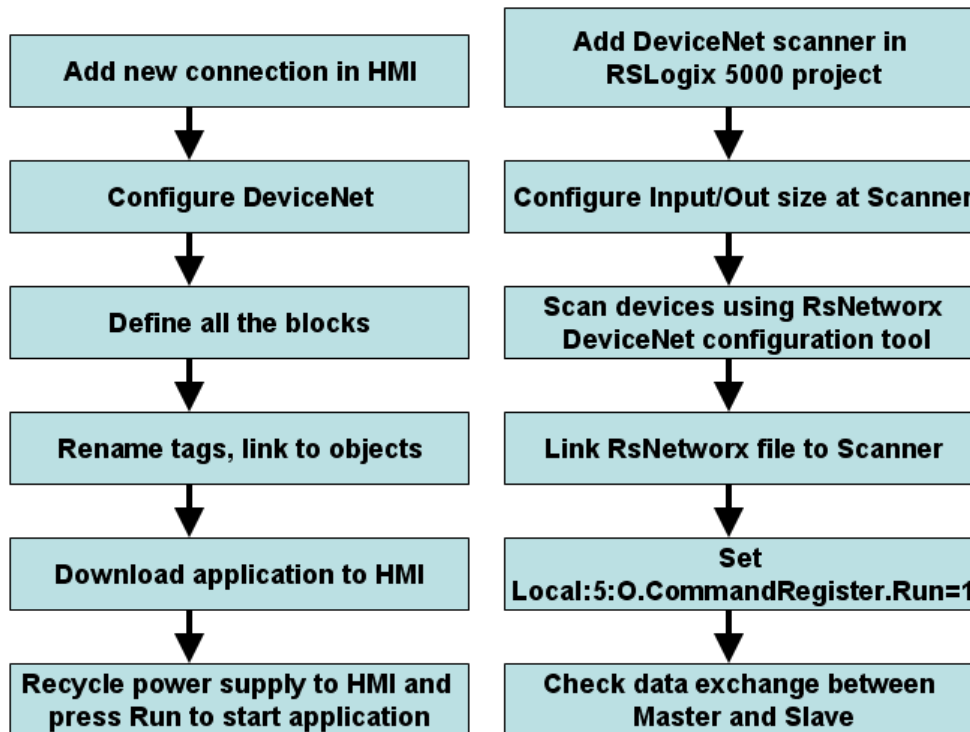 Add new connection in HMI
Configure DeviceNet
Define all the blocks
Rename tags, link to objects
Download application to HMI
Recycle power supply to HMI and
press Run to start application
Add DeviceNet scanner in
RSLogix 5000 project
Configure Input/Out size at Scanner
Scan devices using RsNetworx
DeviceNet configuration tool
Link RsNetworx file to Scanner
Set
Local:5:O.CommandRegister.Run=1
Check data exchange between
Master and Slave